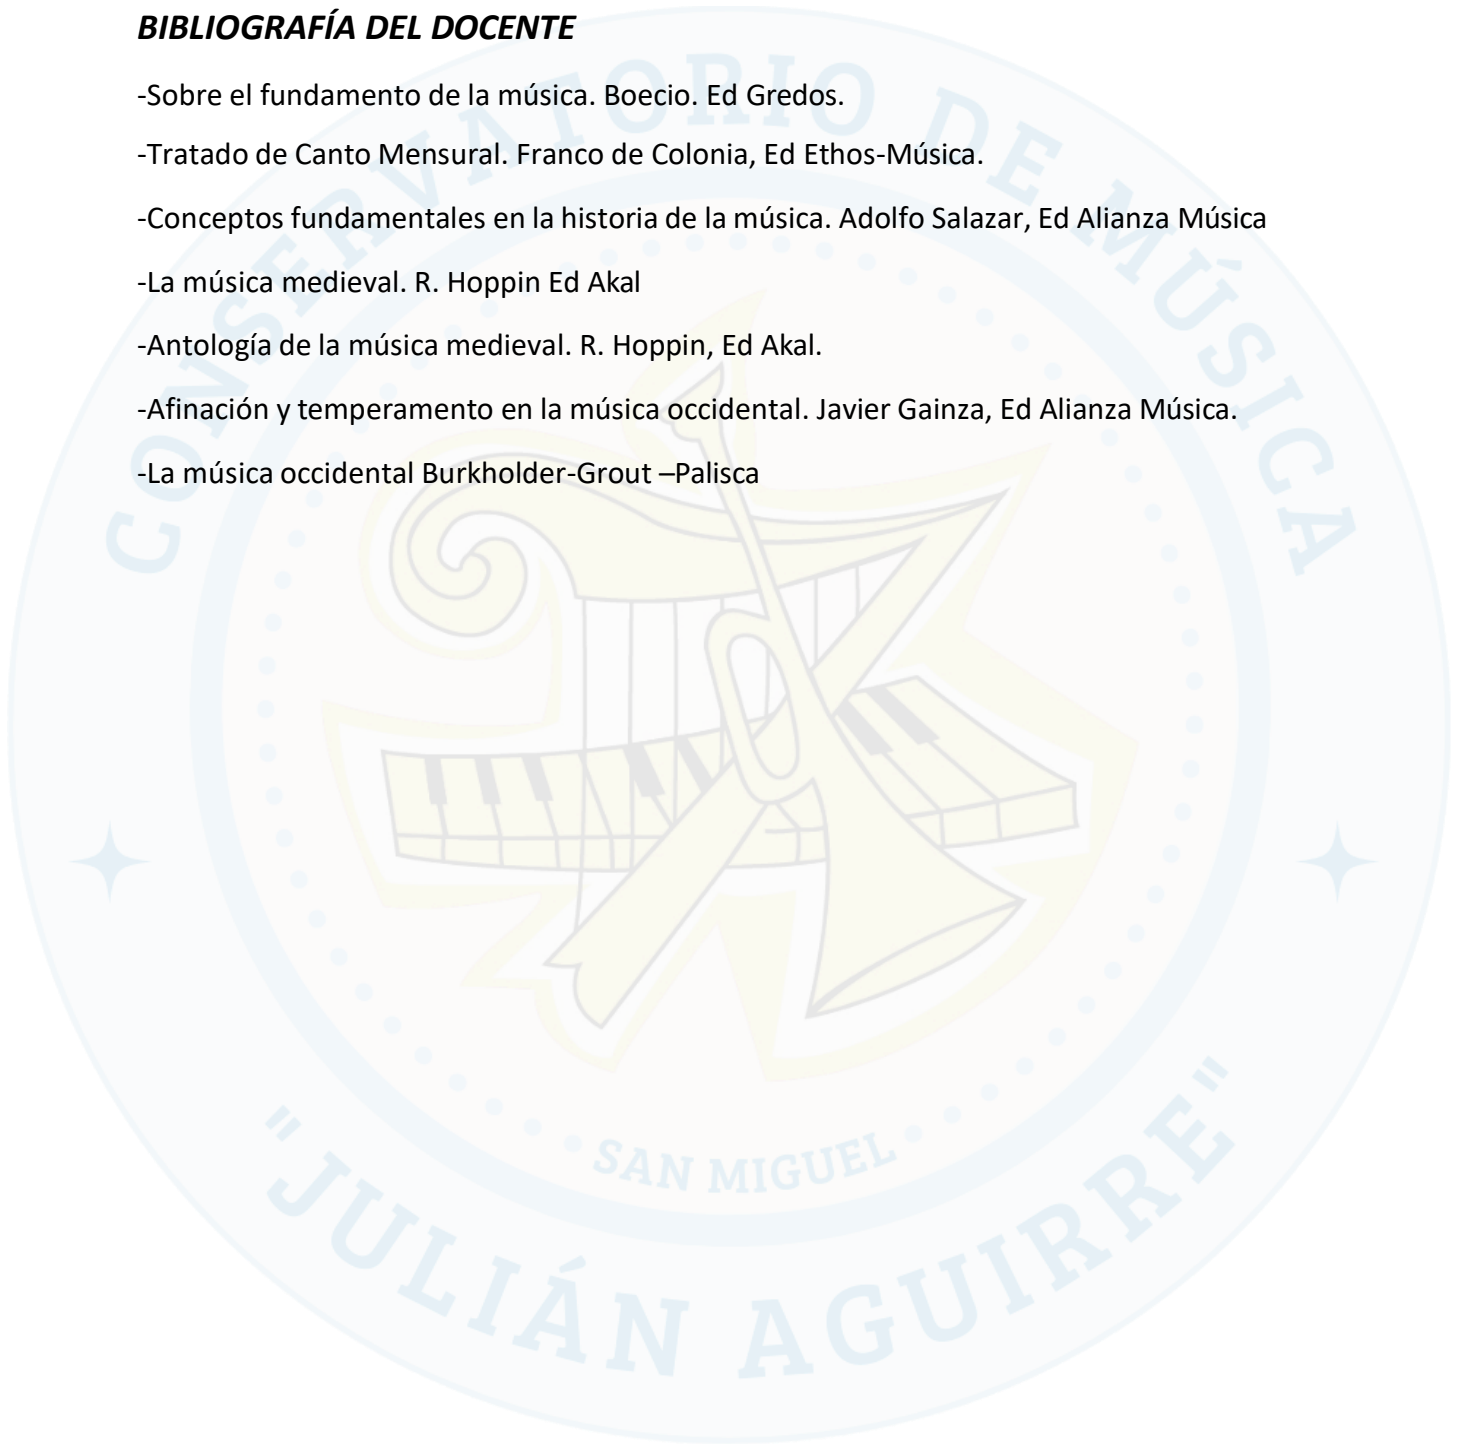 BIBLIOGRAFÍA DEL DOCENTE
-Sobre el fundamento de la música. Boecio. Ed Gredos.
-Tratado de Canto Mensural. Franco de Colonia, Ed Ethos-Música.
-Conceptos fundamentales en la historia de la música. Adolfo Salazar, Ed Alianza Música
-La música medieval. R. Hoppin Ed Akal
-Antología de la música medieval. R. Hoppin, Ed Akal.
-Afinación y temperamento en la música occidental. Javier Gainza, Ed Alianza Música.
-La música occidental Burkholder-Grout –Palisca
CONSERVATORIO DE MÚSICA
SAN MIGUEL
"JULIÁN AGUIRRE"